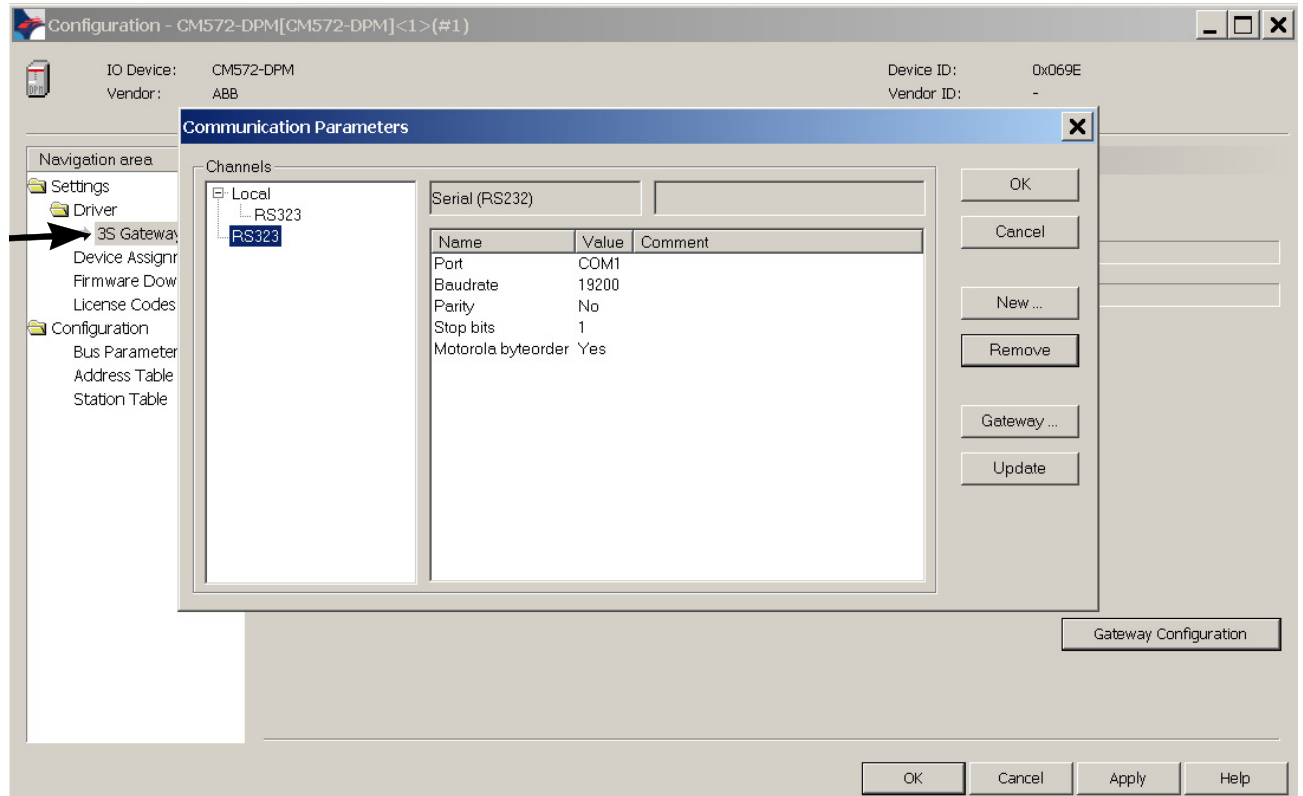 Configuration - CM572-DPM[CM572-DPM]<1>(#1)
IO Device: CM572-DPM Device ID: 0x069E
Vendor: ABB Vendor ID: -
DPM
Communication Parameters
Navigation area
Settings
Driver
3S Gateway
Device Assignr
Firmware Dow
License Codes
Configuration
Bus Parameter
Address Table
Station Table
Channels
Local
RS323
RS323
Serial (RS232)
Name Value Comment
Port COM1
Baudrate 19200
Parity No
Stop bits 1
Motorola byteorder Yes
OK
Cancel
New ...
Remove
Gateway ...
Update
Gateway Configuration
OK Cancel Apply Help